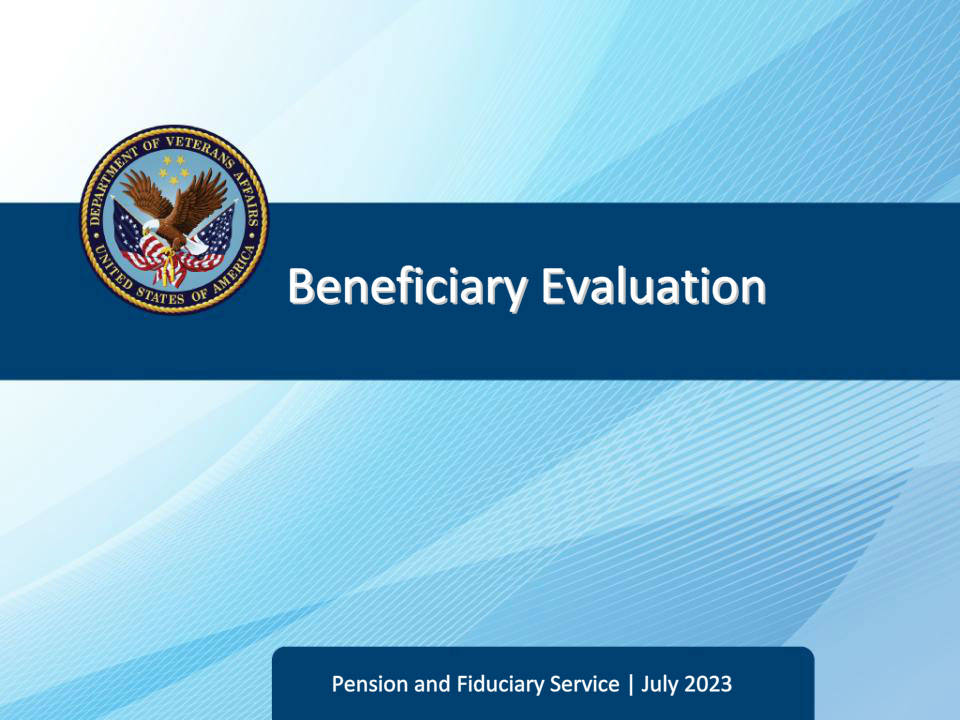 DEPARTMENT OF VETERANS AFFAIRS
UNITED STATES OF AMERICA
Beneficiary Evaluation
Pension and Fiduciary Service | July 2023